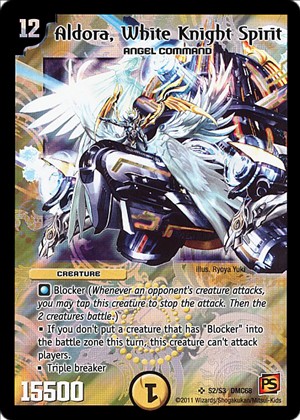 12
Aldora, White Knight Spirit
ANGEL COMMAND
illus. Ryoya Yuki
CREATURE
Blocker (Whenever an opponent's creature attacks,
you may tap this creature to stop the attack. Then the
2 creatures battle.)
• If you don't put a creature that has "Blocker" into
the battle zone this turn, this creature can't attack
players.
• Triple breaker
15500
1
S2/S3 DMC68
PS
©2011 Wizards/Shogakukan/Mitsui-Kids